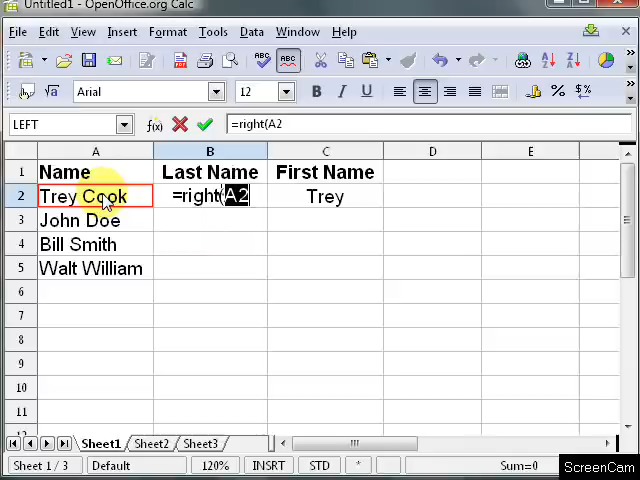 Untitled1 - OpenOffice.org Calc
File Edit View Insert Format Tools Data Window Help
Arial 12 B I U
LEFT f(x) =right(A2
A B C D E
1 Name Last Name First Name
2 Trey Cook =right(A2 Trey
3 John Doe
4 Bill Smith
5 Walt William
6
7
8
9
10
11
Sheet1 Sheet2 Sheet3
Sheet 1 / 3 Default 120% INSRT STD * Sum=0
ScreenCam